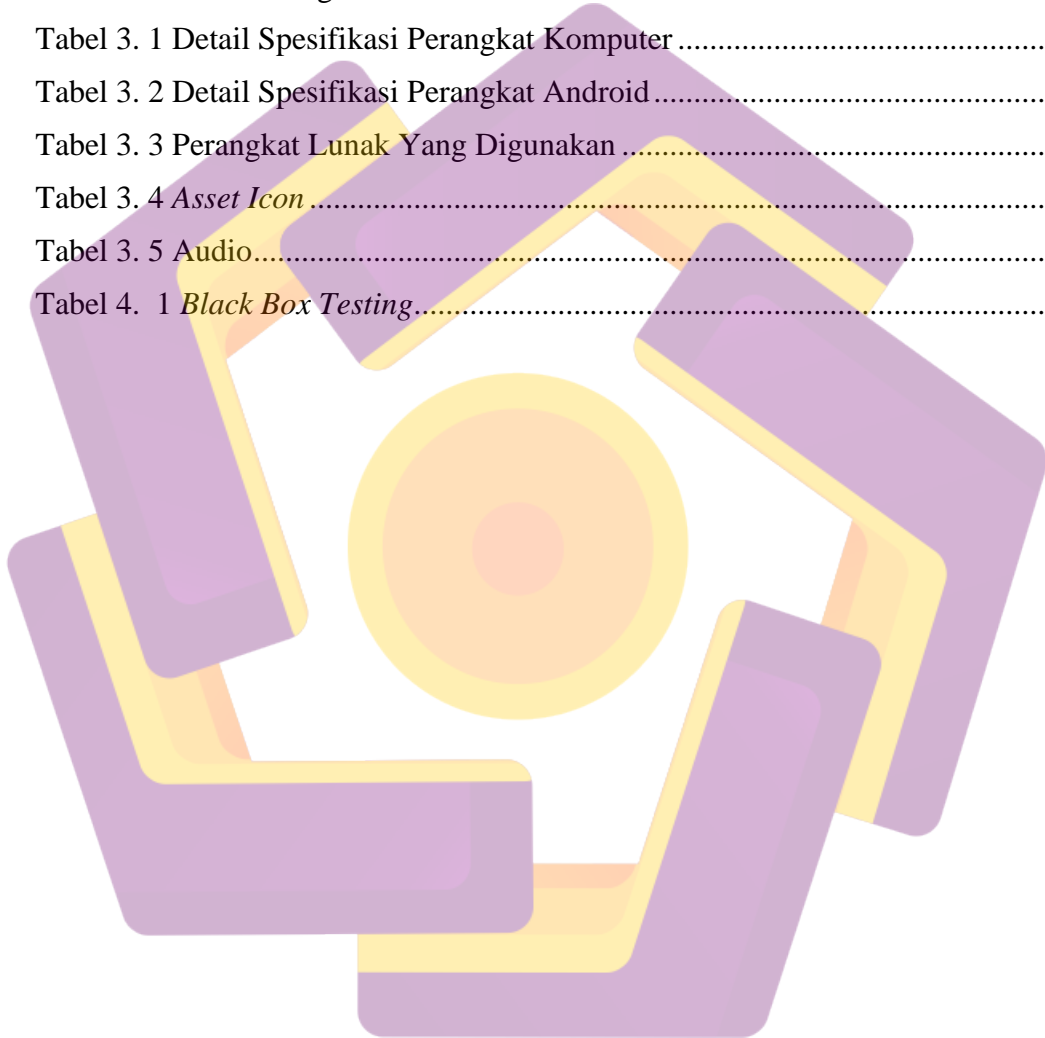 Tabel 3. 1 Detail Spesifikasi Perangkat Komputer ............................................
Tabel 3. 2 Detail Spesifikasi Perangkat Android ...............................................
Tabel 3. 3 Perangkat Lunak Yang Digunakan ...................................................
Tabel 3. 4 Asset Icon ..........................................................................................
Tabel 3. 5 Audio.................................................................................................
Tabel 4.  1 Black Box Testing.............................................................................